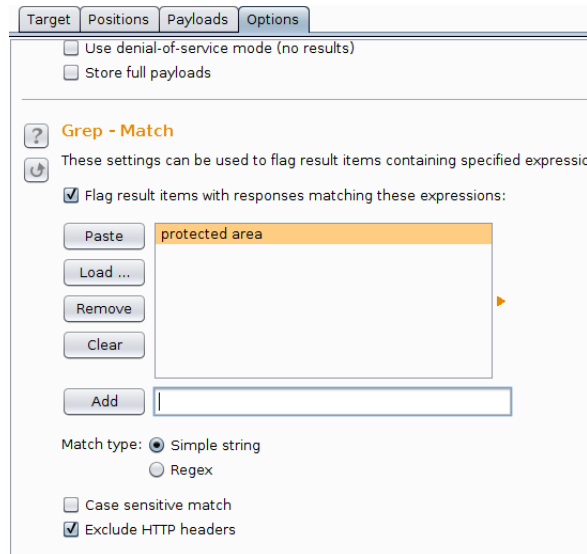 Target Positions Payloads Options
Use denial-of-service mode (no results)
Store full payloads
? Grep - Match
These settings can be used to flag result items containing specified
Flag result items with responses matching these expressions:
Paste protected area
Load ...
Remove
Clear
Add
Match type: Simple string
Regex
Case sensitive match
Exclude HTTP headers